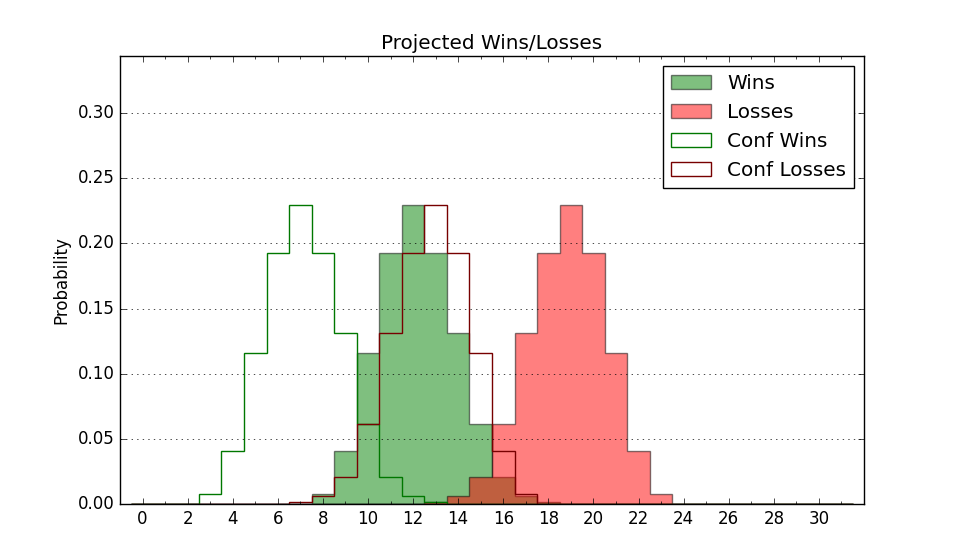 Projected Wins/Losses
Wins
Losses
Conf Wins
Conf Losses
Probability
0.30
0.25
0.20
0.15
0.10
0.05
0.00
0 2 4 6 8 10 12 14 16 18 20 22 24 26 28 30